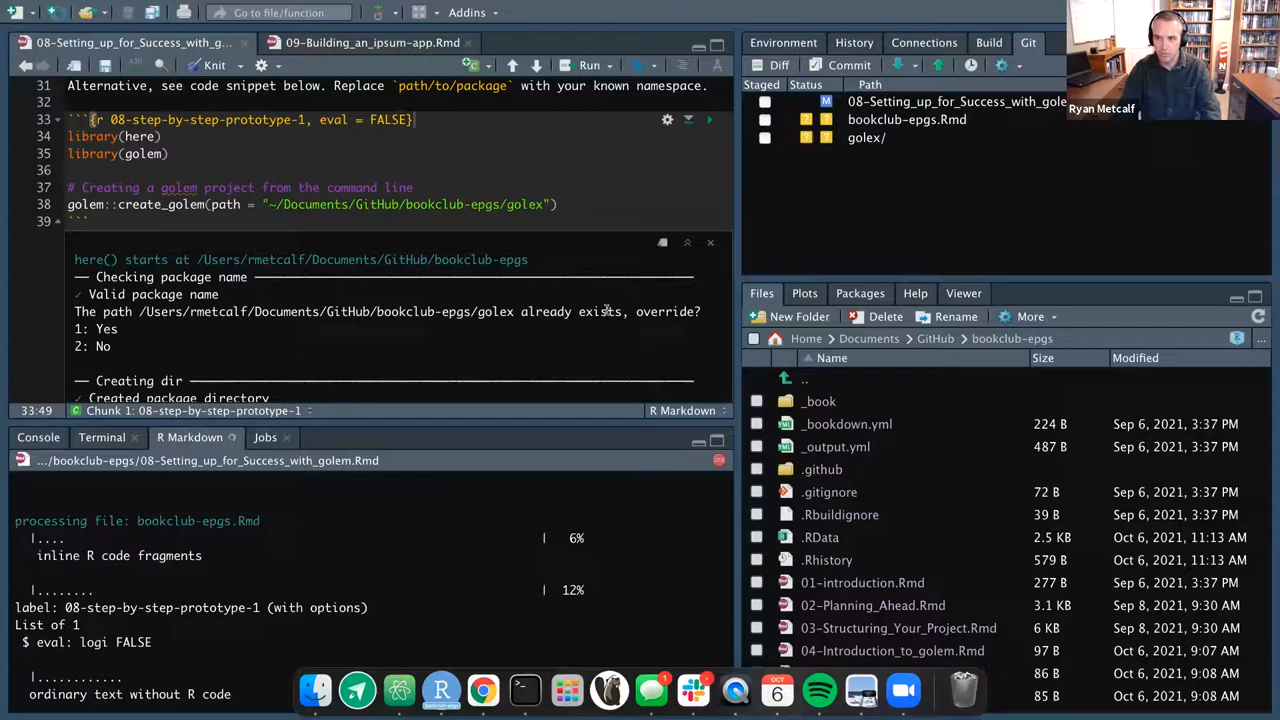 Go to file/function
Addins
08-Setting_up_for_Success_with_g...
09-Building_an_ipsum-app.Rmd
Knit
Run
31 Alternative, see code snippet below. Replace `path/to/package` with your known namespace.
32
33 ```{r 08-step-by-step-prototype-1, eval = FALSE}
34 library(here)
35 library(golem)
36
37 # Creating a golem project from the command line
38 golem::create_golem(path = "~/Documents/GitHub/bookclub-epgs/golex")
39 ```
here() starts at /Users/rmetcalf/Documents/GitHub/bookclub-epgs
── Checking package name ──
✓ Valid package name
The path /Users/rmetcalf/Documents/GitHub/bookclub-epgs/golex already exists, override?
1: Yes
2: No
── Creating dir ──
✓ Created package directory
33:49 Chunk 1: 08-step-by-step-prototype-1 R Markdown
Console Terminal R Markdown Jobs
.../bookclub-epgs/08-Setting_up_for_Success_with_golem.Rmd
processing file: bookclub-epgs.Rmd
|.... | 6%
inline R code fragments
|........ | 12%
label: 08-step-by-step-prototype-1 (with options)
List of 1
$ eval: logi FALSE
|............
ordinary text without R code
Environment History Connections Build Git
Diff Commit
Staged Status Path
M 08-Setting_up_for_Success_with_gole
? ? bookclub-epgs.Rmd
? ? golex/
Ryan Metcalf
Files Plots Packages Help Viewer
New Folder Delete Rename More
Home Documents GitHub bookclub-epgs ...
Name Size Modified
..
_book
_bookdown.yml 224 B Sep 6, 2021, 3:37 PM
_output.yml 487 B Sep 6, 2021, 3:37 PM
.github
.gitignore 72 B Sep 6, 2021, 3:37 PM
.Rbuildignore 39 B Sep 6, 2021, 3:37 PM
.RData 2.5 KB Oct 6, 2021, 11:13 AM
.Rhistory 579 B Oct 6, 2021, 11:13 AM
01-introduction.Rmd 277 B Sep 6, 2021, 3:37 PM
02-Planning_Ahead.Rmd 3.1 KB Sep 8, 2021, 9:30 AM
03-Structuring_Your_Project.Rmd 6 KB Sep 8, 2021, 9:30 AM
04-Introduction_to_golem.Rmd 97 B Oct 6, 2021, 9:07 AM
86 B Oct 6, 2021, 9:08 AM
85 B Oct 6, 2021, 9:08 AM
R
bookclub-epgs
1
OCT
6